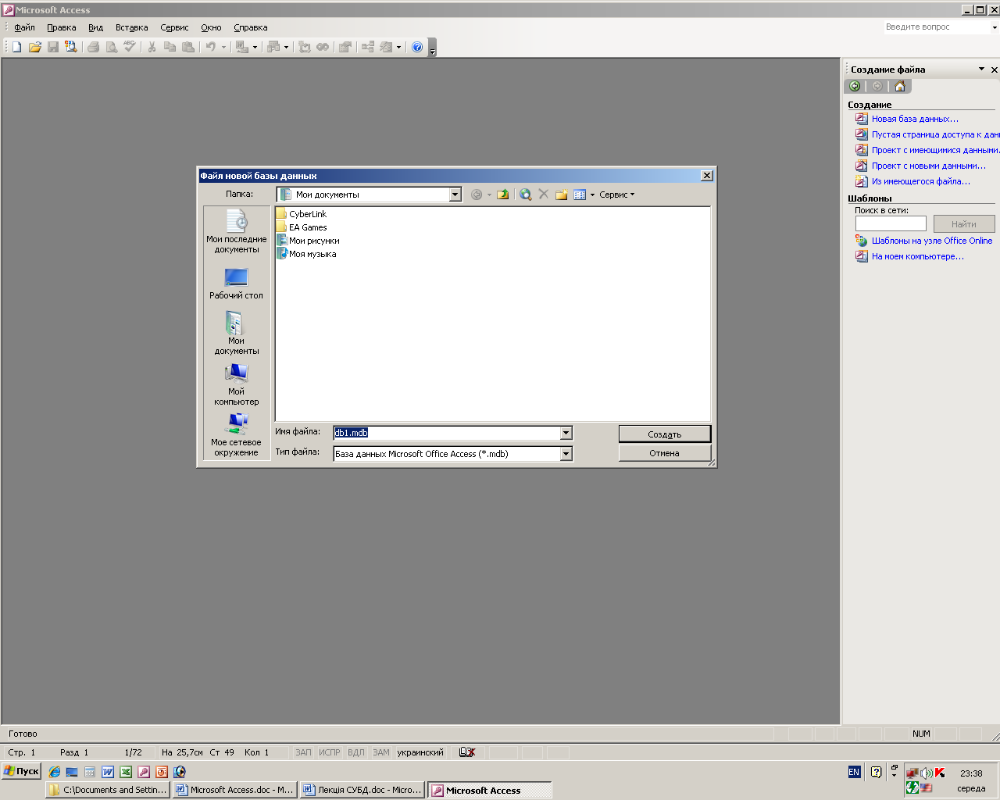 Microsoft Access
Файл Правка Вид Вставка Сервис Окно Справка
Введите вопрос
Создание файла
Создание
Новая база данных...
Пустая страница доступа к дан
Проект с имеющимися данными.
Проект с новыми данными...
Из имеющегося файла...
Шаблоны
Поиск в сети:
Найти
Шаблоны на узле Office Online
На моем компьютере...
Файл новой базы данных
Папка: Мои документы Сервис
Мои последние документы
Рабочий стол
Мои документы
Мой компьютер
Мое сетевое окружение
CyberLink
EA Games
Мои рисунки
Моя музыка
Имя файла: db1.mdb Создать
Тип файла: База данных Microsoft Office Access (*.mdb) Отмена
Готово NUM
Стр. 1 Разд 1 1/72 На 25,7см Ст 49 Кол 1 ЗАП ИСПР ВДЛ ЗАМ украинский
Пуск EN 23:38
C:\Documents and Settin... Microsoft Access.doc - M... Лекція СУБД.doc - Micro... Microsoft Access середа